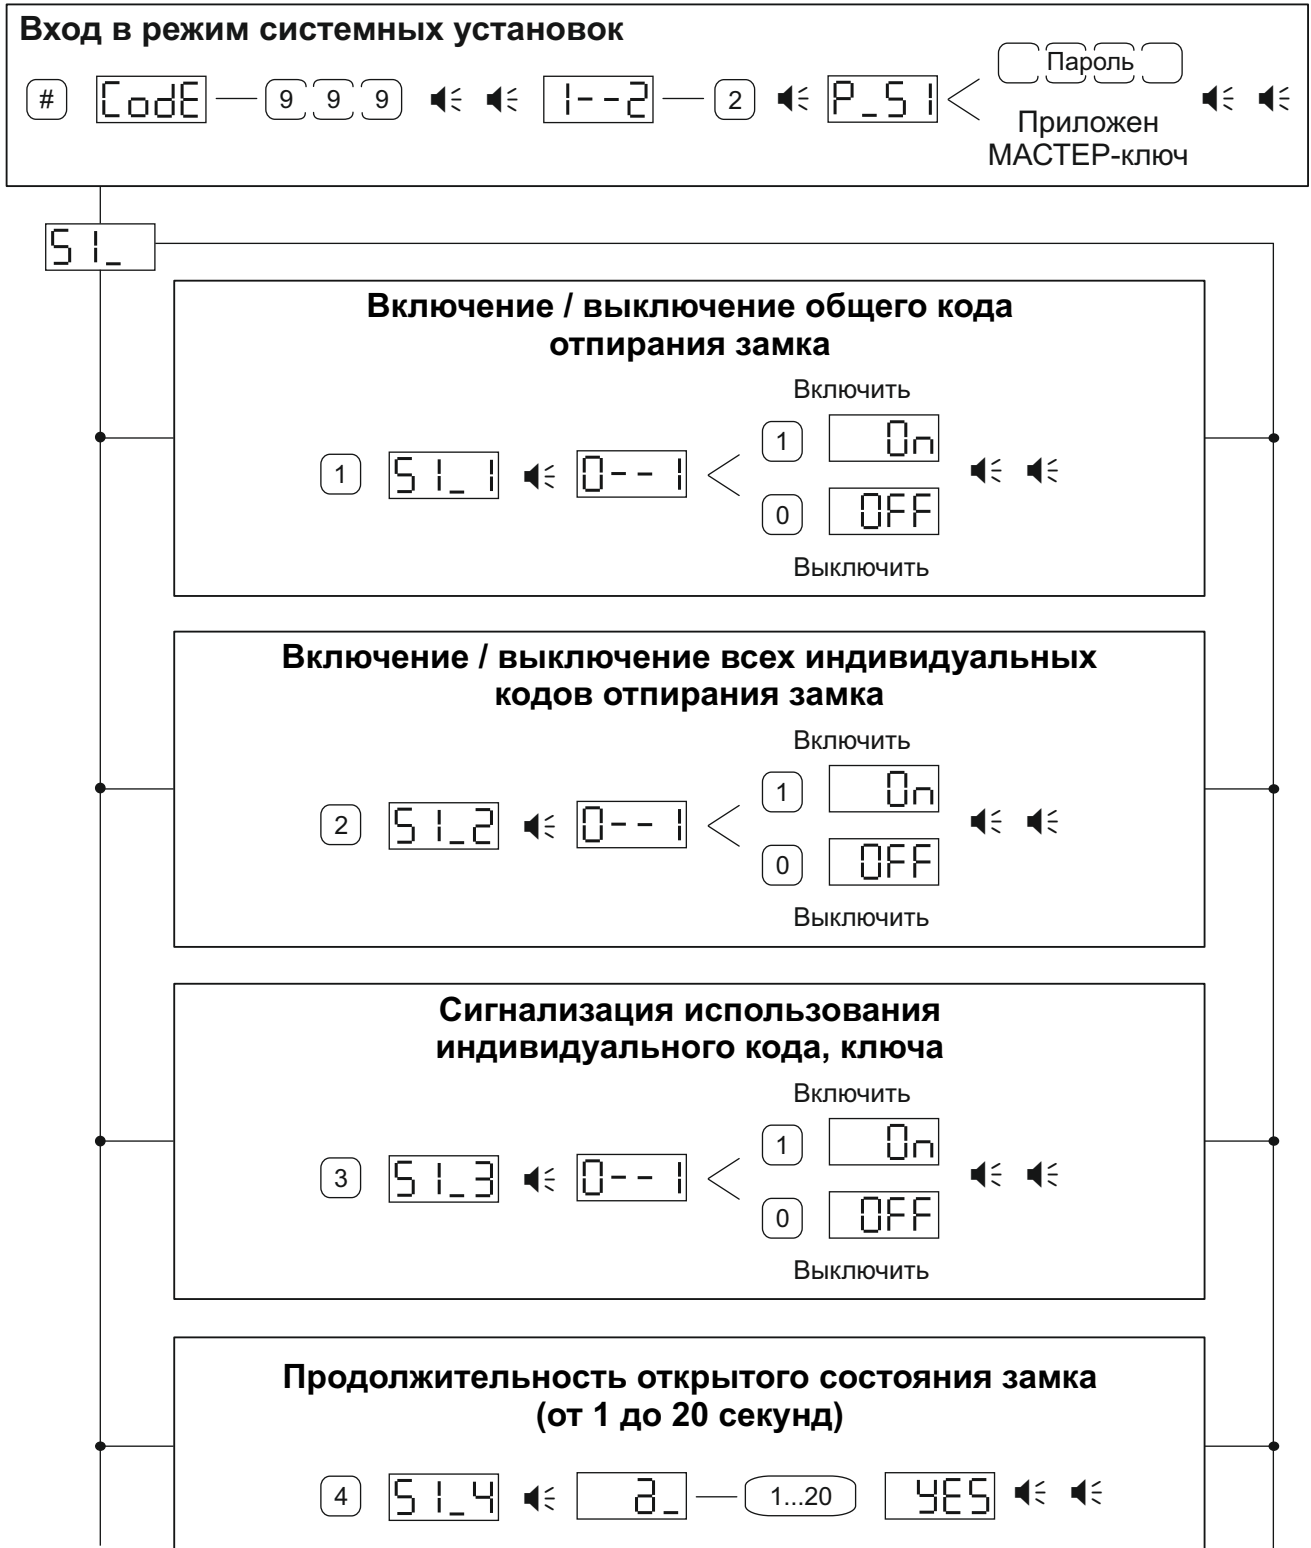 Вход в режим системных установок
Пароль
# CodE 9 9 9 1--2 2 P_S1
Приложен
МАСТЕР-ключ
S1_
Включение / выключение общего кода
отпирания замка
Включить
1 On
1 S1_1 0--1
0 OFF
Выключить
Включение / выключение всех индивидуальных
кодов отпирания замка
Включить
1 On
2 S1_2 0--1
0 OFF
Выключить
Сигнализация использования
индивидуального кода, ключа
Включить
1 On
3 S1_3 0--1
0 OFF
Выключить
Продолжительность открытого состояния замка
(от 1 до 20 секунд)
4 S1_4 a_ 1...20 YES